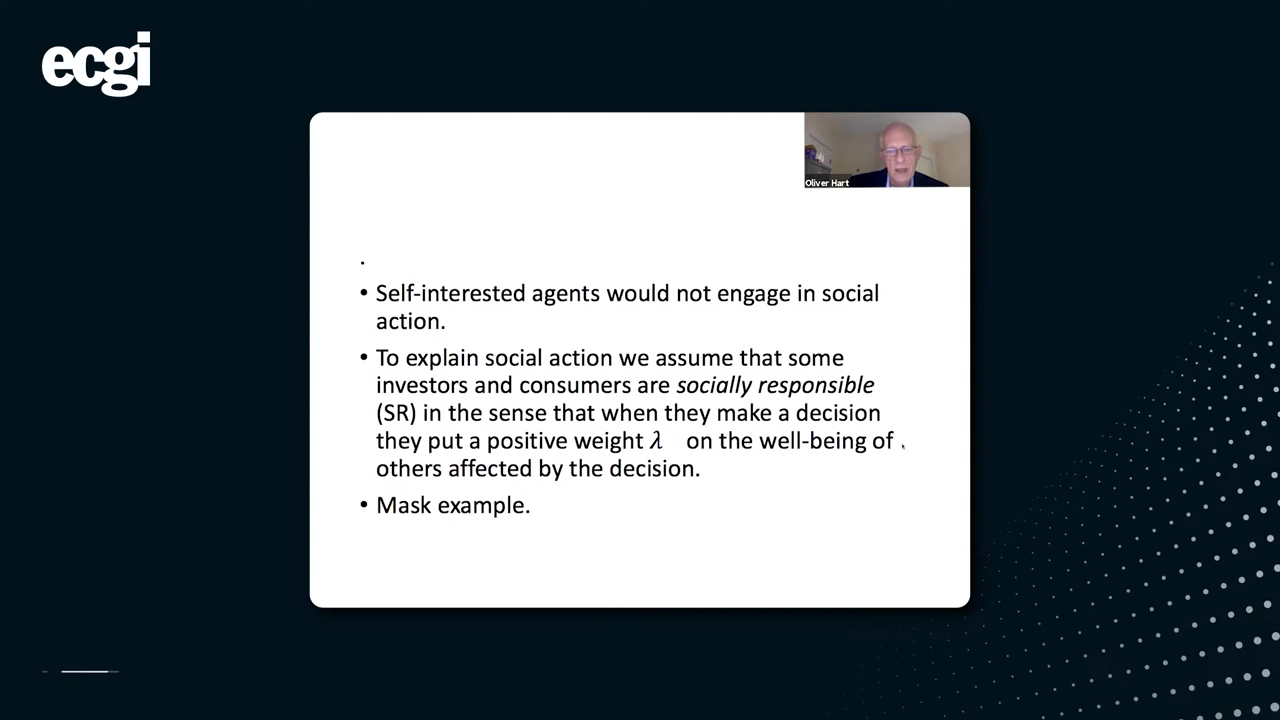 ecgi
Oliver Hart
.
• Self-interested agents would not engage in social
action.
• To explain social action we assume that some
investors and consumers are socially responsible
(SR) in the sense that when they make a decision
they put a positive weight λ on the well-being of
others affected by the decision.
• Mask example.